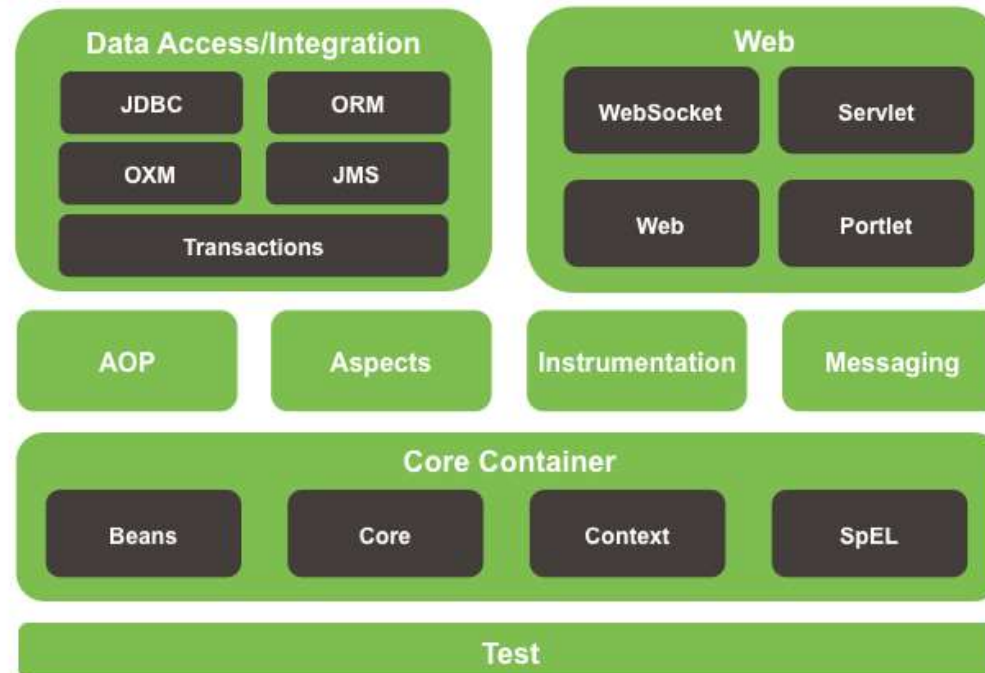 Data Access/Integration
JDBC ORM
OXM JMS
Transactions
Web
WebSocket Servlet
Web Portlet
AOP Aspects Instrumentation Messaging
Core Container
Beans Core Context SpEL
Test